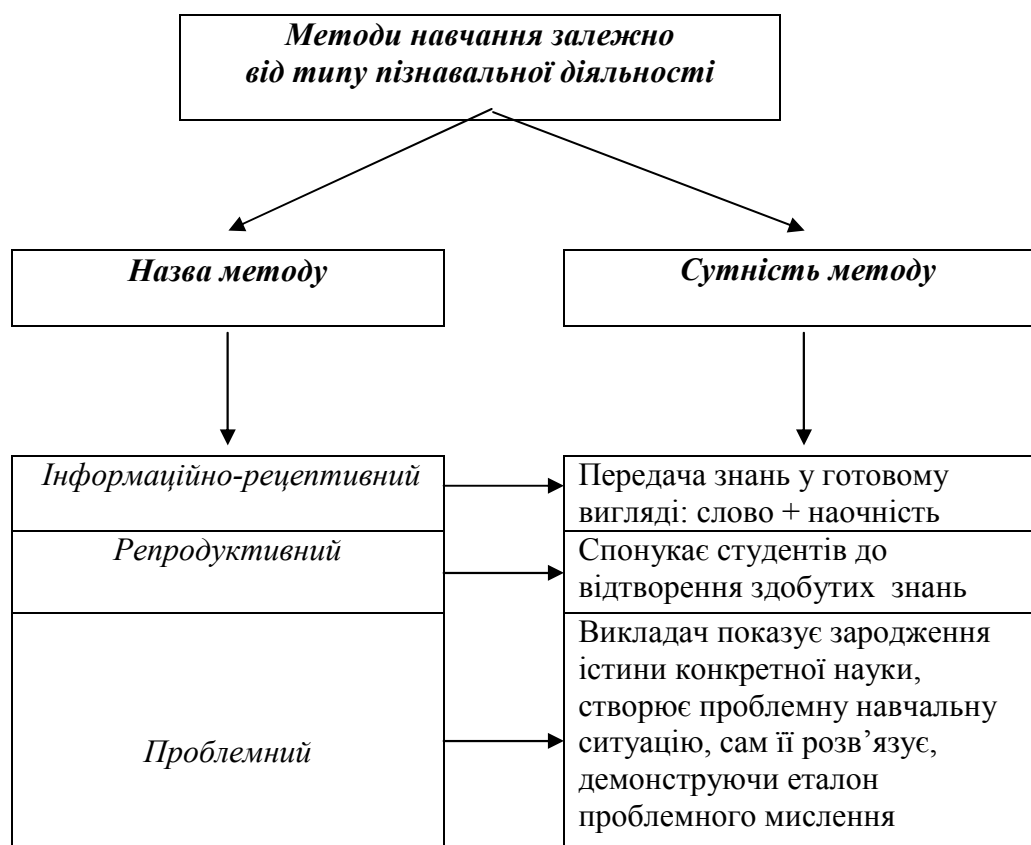 Методи навчання залежно
від типу пізнавальної діяльності
Назва методу
Сутність методу
Інформаційно-рецептивний
Передача знань у готовому
вигляді: слово + наочність
Репродуктивний
Спонукає студентів до
відтворення здобутих знань
Проблемний
Викладач показує зародження
істини конкретної науки,
створює проблемну навчальну
ситуацію, сам її розв’язує,
демонструючи еталон
проблемного мислення